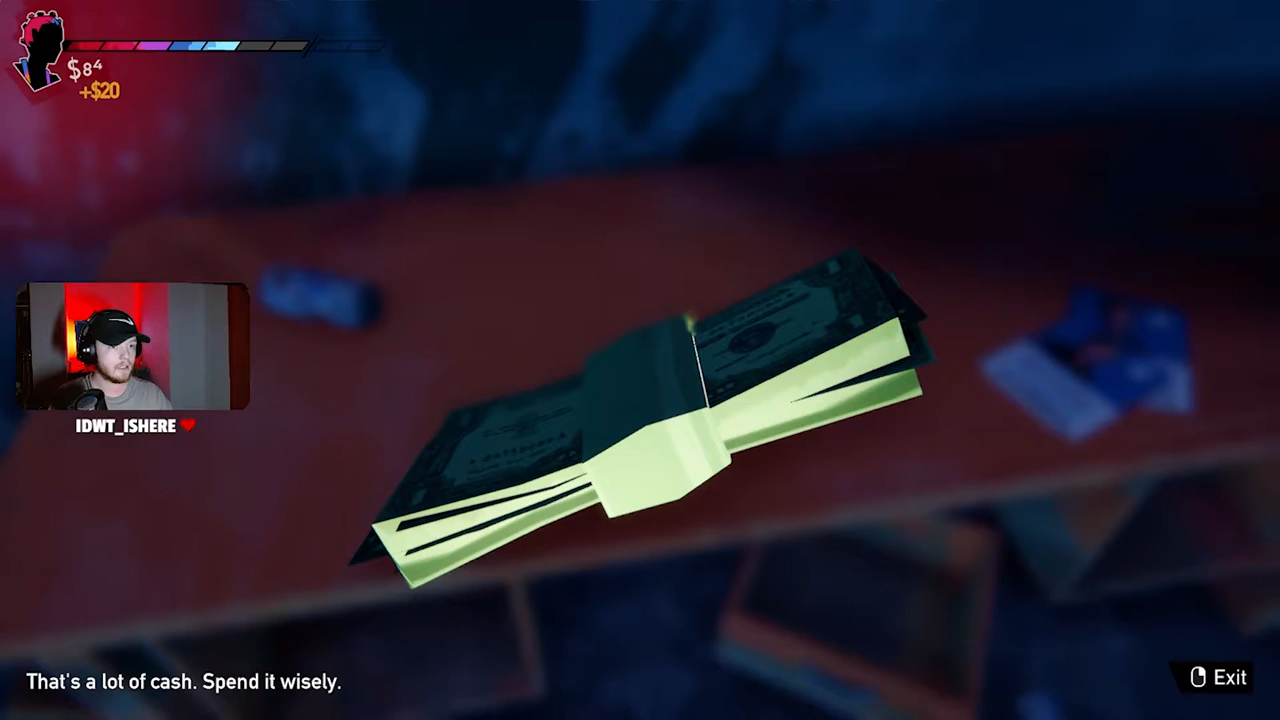 $84
+$20
IDWT_ISHERE
That's a lot of cash. Spend it wisely.
Exit